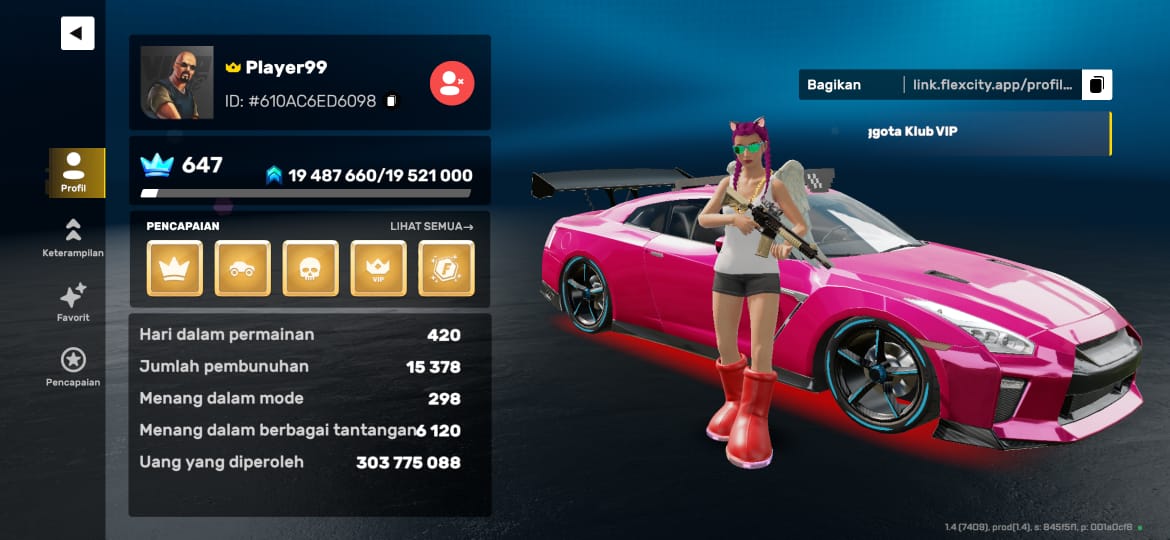 Player99
ID: #610AC6ED6098
Bagikan
link.flexcity.app/profil...
ggota Klub VIP
647
19 487 660/19 521 000
Profil
PENCAPAIAN
LIHAT SEMUA→
VIP
F
Keterampilan
Favorit
Pencapaian
Hari dalam permainan 420
Jumlah pembunuhan 15 378
Menang dalam mode 298
Menang dalam berbagai tantangan 6 120
Uang yang diperoleh 303 775 088
1.4 (7409), prod(1.4), s: 845f5f1, p: 001a0cf8